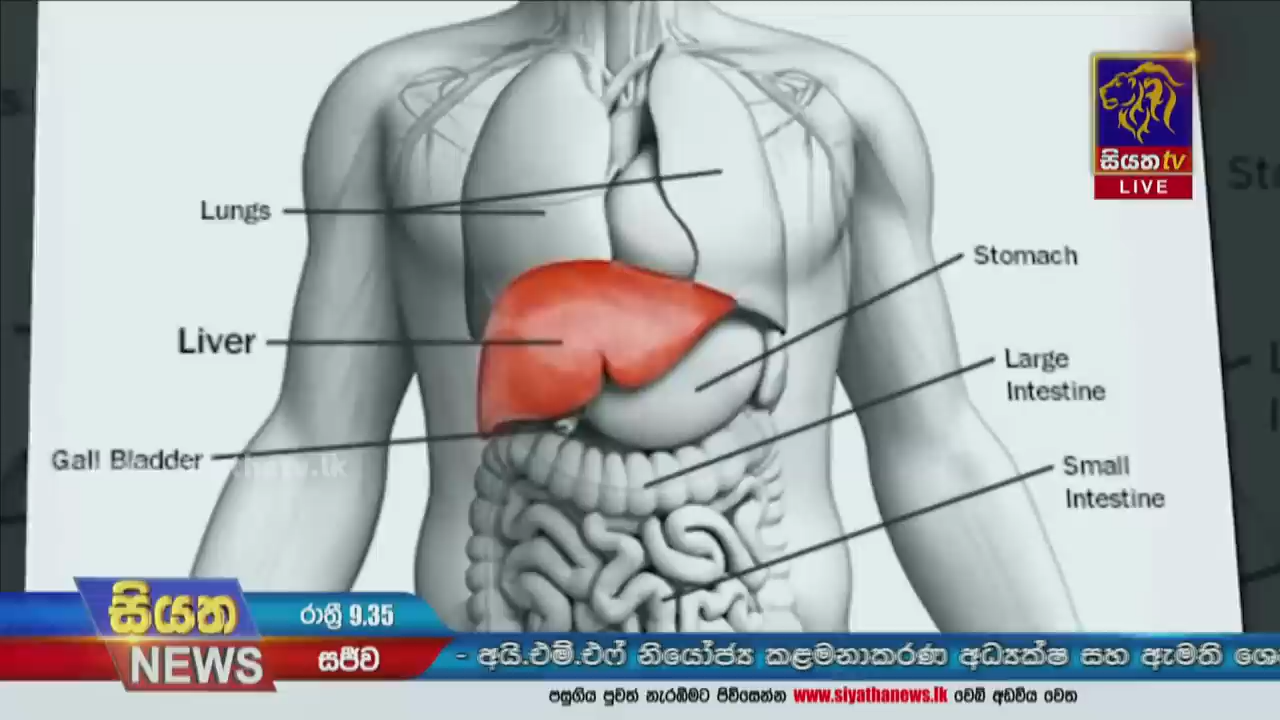 සියත tv
LIVE
Lungs
Stomach
Liver
Large
Intestine
Gall Bladder
Small
Intestine
සියත
NEWS
රාත්‍රී 9.35
සජීව
- අයි.එම්.එෆ් නියෝජ්‍ය කළමනාකරණ අධ්‍යක්ෂ සහ ඇමති
පසුගිය පුවත් නැරඹීමට පිවිසෙන්න www.siyathanews.lk වෙබ් අඩවිය වෙත